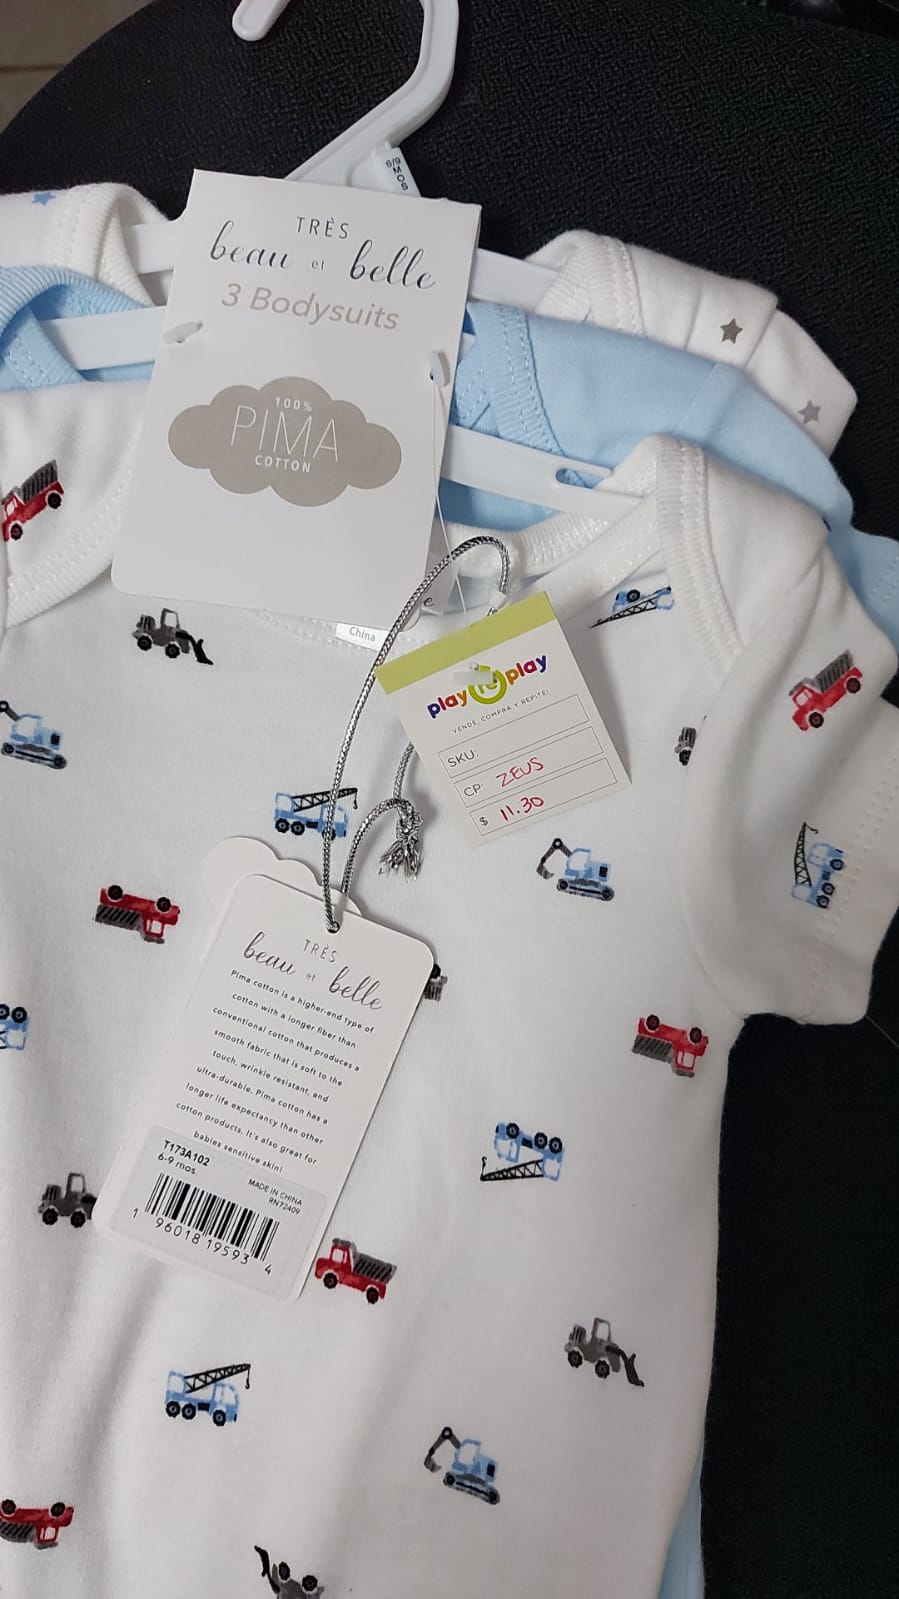 6/9
MOS
TRÈS
beau et belle
3 Bodysuits
100%
PIMA
COTTON
e
China
play re play
VENDE, COMPRA Y REPITE!
SKU:
CP: ZEUS
$ 11.30
TRÈS
beau et belle
Pima cotton is a higher-end type of
cotton with a longer fiber than
conventional cotton that produces a
smooth fabric that is soft to the
touch, wrinkle resistant, and
ultra-durable. Pima cotton has a
longer life expectancy than other
cotton products. It's also great for
babies sensitive skin!
T173A102
6-9 mos
MADE IN CHINA
RN72409
1 96018 19593 4